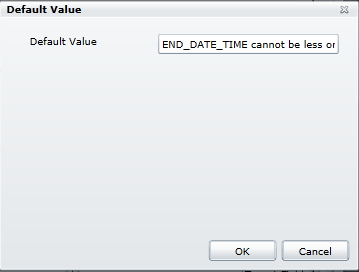 Default Value
Default Value
END_DATE_TIME cannot be less or
OK
Cancel